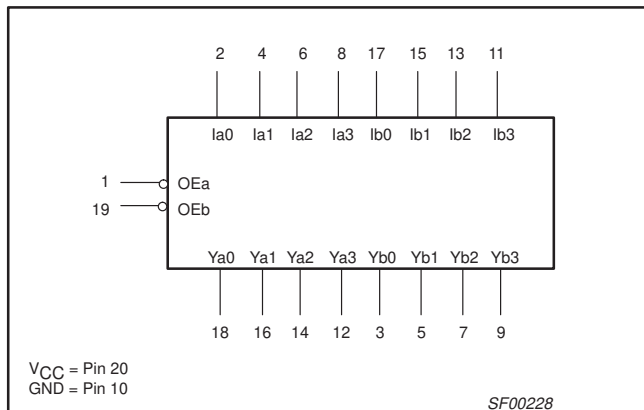 2 4 6 8 17 15 13 11
Ia0 Ia1 Ia2 Ia3 Ib0 Ib1 Ib2 Ib3
1 OEa
19 OEb
Ya0 Ya1 Ya2 Ya3 Yb0 Yb1 Yb2 Yb3
18 16 14 12 3 5 7 9
VCC = Pin 20
GND = Pin 10
SF00228